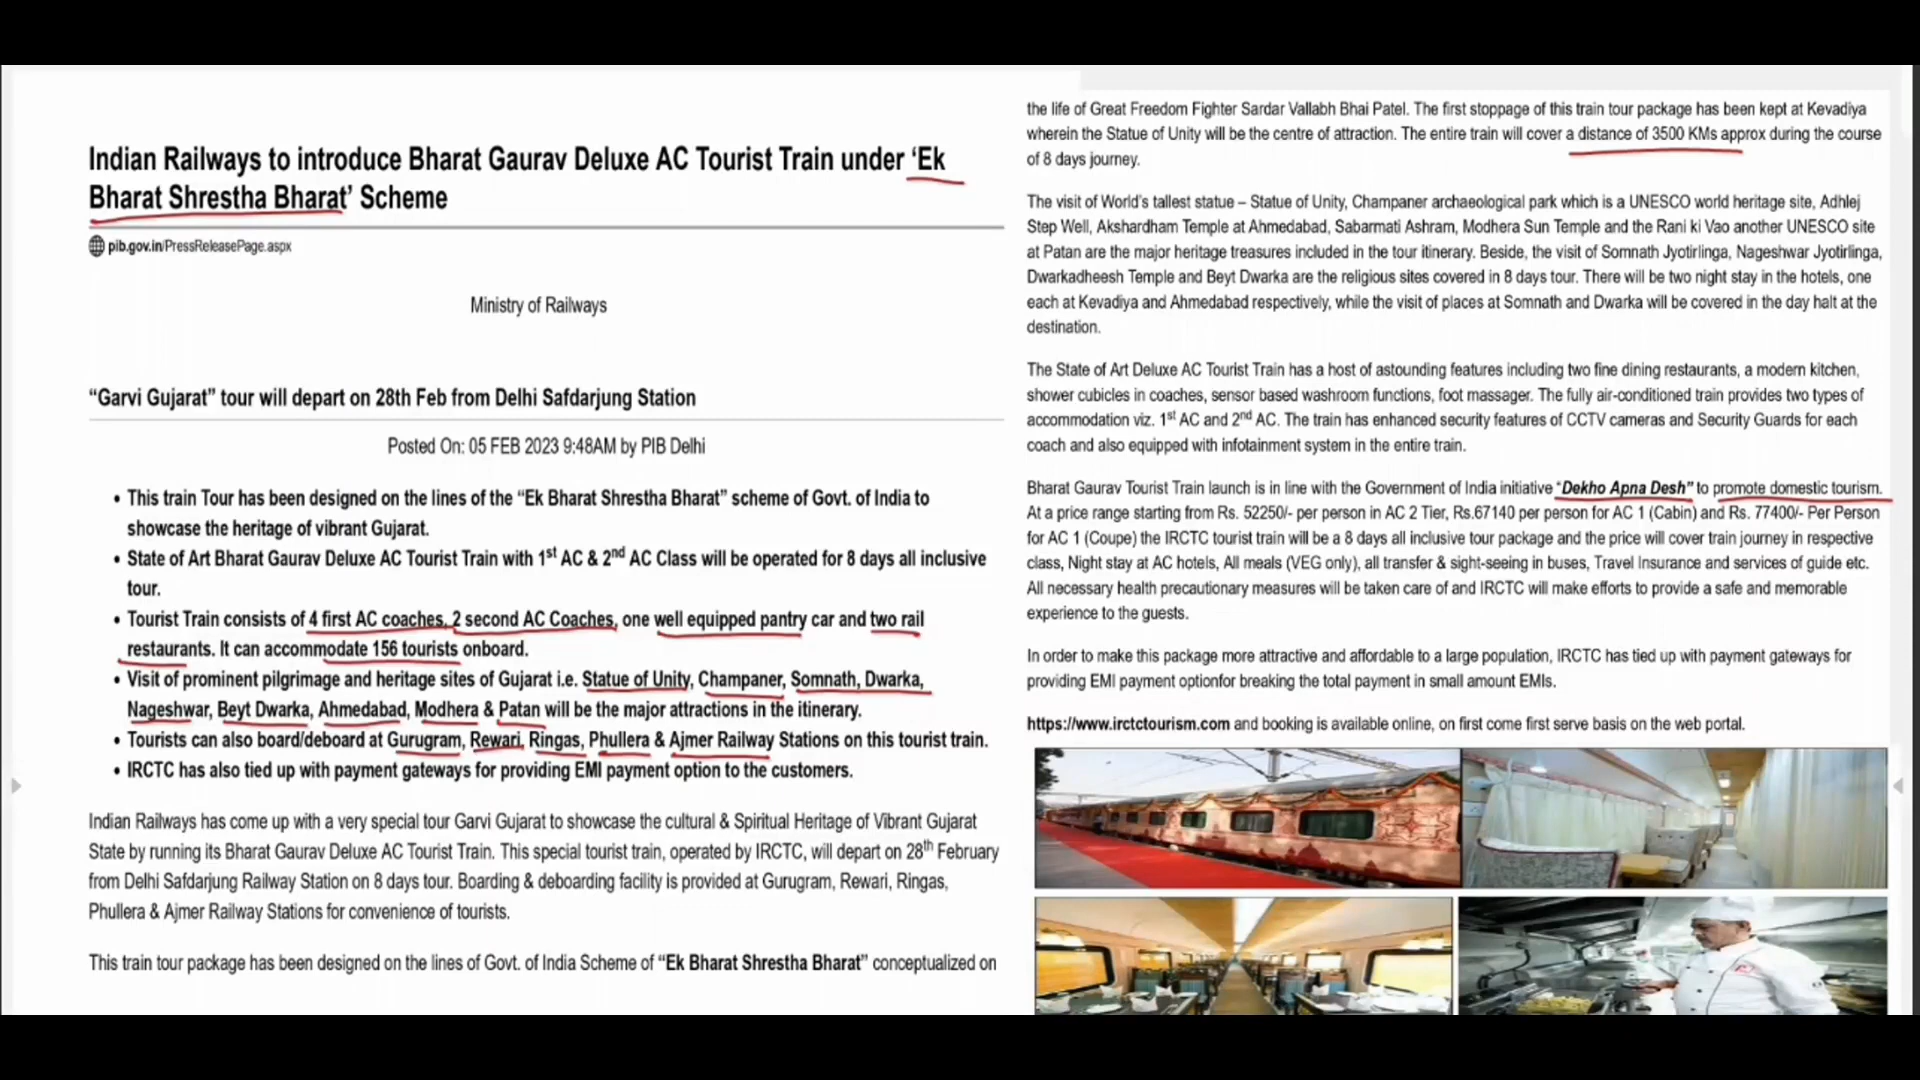 Indian Railways to introduce Bharat Gaurav Deluxe AC Tourist Train under ‘Ek
Bharat Shrestha Bharat’ Scheme
pib.gov.in/PressReleasePage.aspx
Ministry of Railways
“Garvi Gujarat” tour will depart on 28th Feb from Delhi Safdarjung Station
Posted On: 05 FEB 2023 9:48AM by PIB Delhi
• This train Tour has been designed on the lines of the “Ek Bharat Shrestha Bharat” scheme of Govt. of India to
showcase the heritage of vibrant Gujarat.
• State of Art Bharat Gaurav Deluxe AC Tourist Train with 1st AC & 2nd AC Class will be operated for 8 days all inclusive
tour.
• Tourist Train consists of 4 first AC coaches, 2 second AC Coaches, one well equipped pantry car and two rail
restaurants. It can accommodate 156 tourists onboard.
• Visit of prominent pilgrimage and heritage sites of Gujarat i.e. Statue of Unity, Champaner, Somnath, Dwarka,
Nageshwar, Beyt Dwarka, Ahmedabad, Modhera & Patan will be the major attractions in the itinerary.
• Tourists can also board/deboard at Gurugram, Rewari, Ringas, Phullera & Ajmer Railway Stations on this tourist train.
• IRCTC has also tied up with payment gateways for providing EMI payment option to the customers.
Indian Railways has come up with a very special tour Garvi Gujarat to showcase the cultural & Spiritual Heritage of Vibrant Gujarat
State by running its Bharat Gaurav Deluxe AC Tourist Train. This special tourist train, operated by IRCTC, will depart on 28th February
from Delhi Safdarjung Railway Station on 8 days tour. Boarding & deboarding facility is provided at Gurugram, Rewari, Ringas,
Phullera & Ajmer Railway Stations for convenience of tourists.
This train tour package has been designed on the lines of Govt. of India Scheme of “Ek Bharat Shrestha Bharat” conceptualized on
the life of Great Freedom Fighter Sardar Vallabh Bhai Patel. The first stoppage of this train tour package has been kept at Kevadiya
wherein the Statue of Unity will be the centre of attraction. The entire train will cover a distance of 3500 KMs approx during the course
of 8 days journey.
The visit of World’s tallest statue – Statue of Unity, Champaner archaeological park which is a UNESCO world heritage site, Adhlej
Step Well, Akshardham Temple at Ahmedabad, Sabarmati Ashram, Modhera Sun Temple and the Rani ki Vao another UNESCO site
at Patan are the major heritage treasures included in the tour itinerary. Beside, the visit of Somnath Jyotirlinga, Nageshwar Jyotirlinga,
Dwarkadheesh Temple and Beyt Dwarka are the religious sites covered in 8 days tour. There will be two night stay in the hotels, one
each at Kevadiya and Ahmedabad respectively, while the visit of places at Somnath and Dwarka will be covered in the day halt at the
destination.
The State of Art Deluxe AC Tourist Train has a host of astounding features including two fine dining restaurants, a modern kitchen,
shower cubicles in coaches, sensor based washroom functions, foot massager. The fully air-conditioned train provides two types of
accommodation viz. 1st AC and 2nd AC. The train has enhanced security features of CCTV cameras and Security Guards for each
coach and also equipped with infotainment system in the entire train.
Bharat Gaurav Tourist Train launch is in line with the Government of India initiative “Dekho Apna Desh” to promote domestic tourism.
At a price range starting from Rs. 52250/- per person in AC 2 Tier, Rs.67140 per person for AC 1 (Cabin) and Rs. 77400/- Per Person
for AC 1 (Coupe) the IRCTC tourist train will be a 8 days all inclusive tour package and the price will cover train journey in respective
class, Night stay at AC hotels, All meals (VEG only), all transfer & sight-seeing in buses, Travel Insurance and services of guide etc.
All necessary health precautionary measures will be taken care of and IRCTC will make efforts to provide a safe and memorable
experience to the guests.
In order to make this package more attractive and affordable to a large population, IRCTC has tied up with payment gateways for
providing EMI payment optionfor breaking the total payment in small amount EMIs.
https://www.irctctourism.com and booking is available online, on first come first serve basis on the web portal.